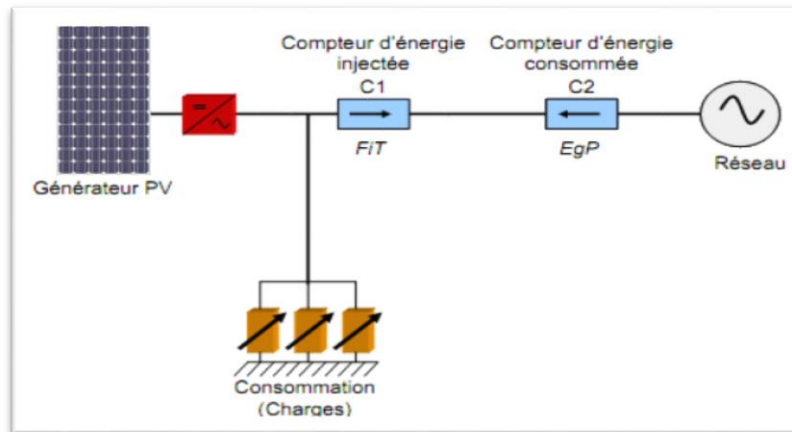 Compteur d'énergie
injectée
C1
Compteur d'énergie
consommée
C2
FiT
EgP
Réseau
Générateur PV
Consommation
(Charges)